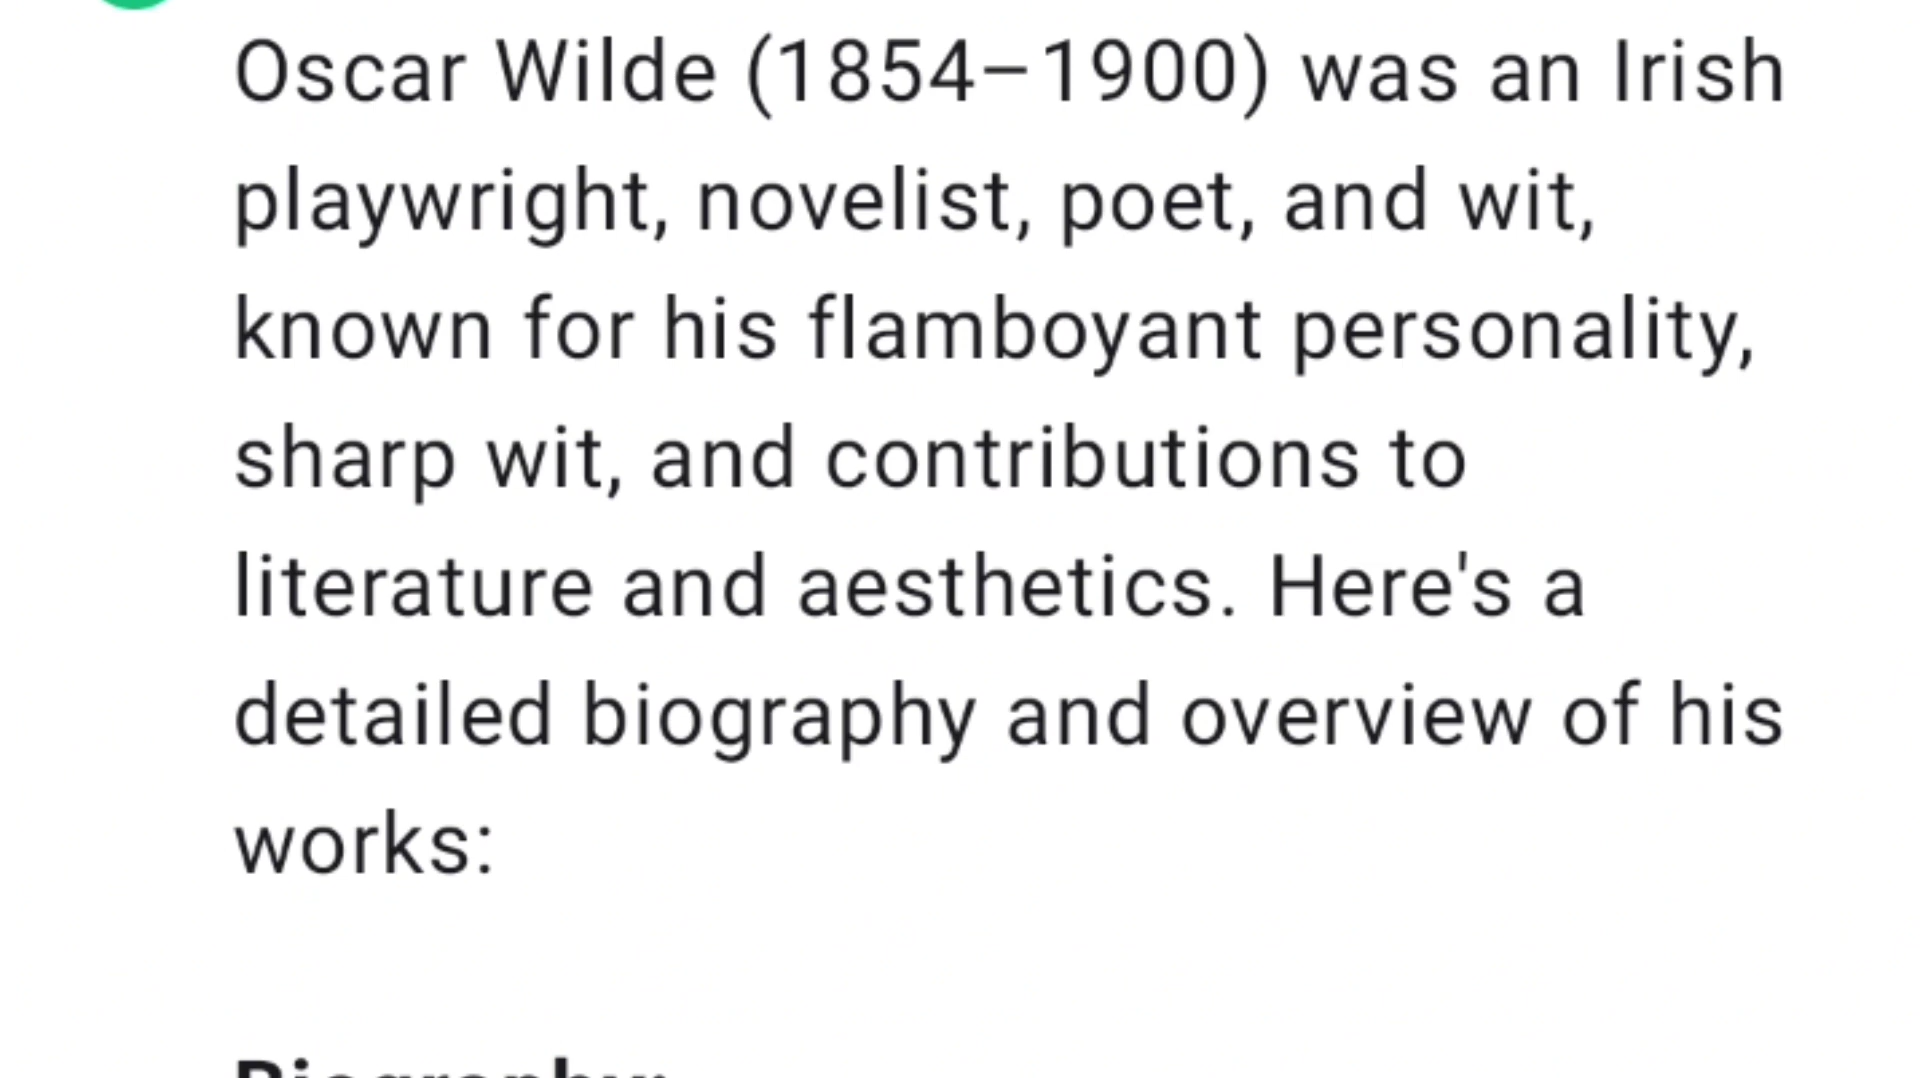 Oscar Wilde (1854–1900) was an Irish
playwright, novelist, poet, and wit,
known for his flamboyant personality,
sharp wit, and contributions to
literature and aesthetics. Here's a
detailed biography and overview of his
works:
Biography: